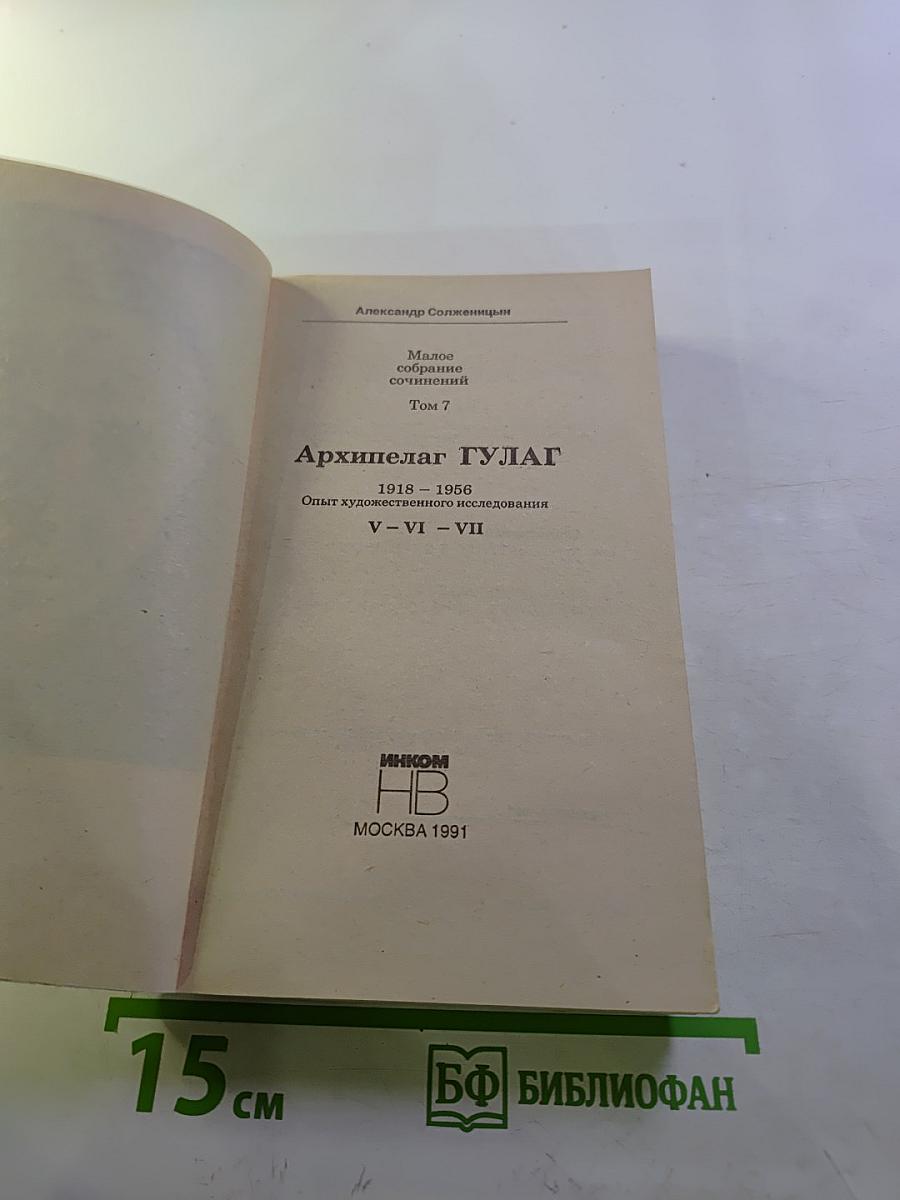 Александр Солженицын
Малое
собрание
сочинений
Том 7
Архипелаг ГУЛАГ
1918 – 1956
Опыт художественного исследования
V – VI – VII
ИНКОМ
НВ
МОСКВА 1991
15 см
БФ БИБЛИОФАН